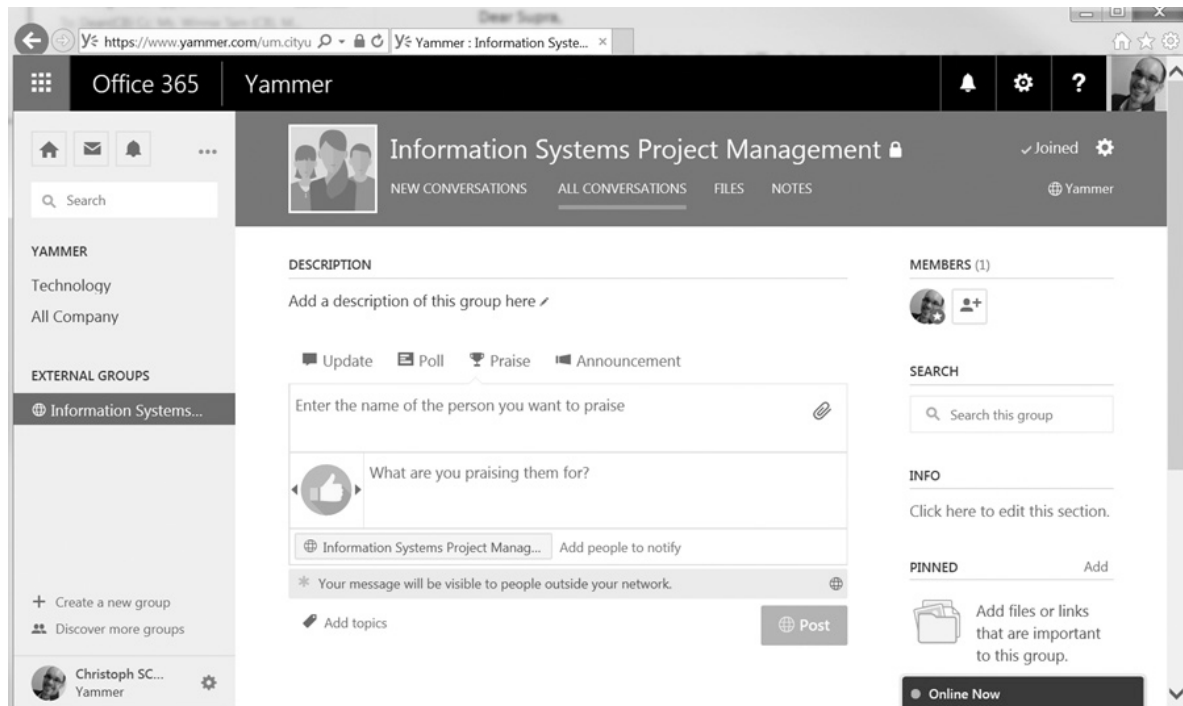 Dear Supra,
https://www.yammer.com/um.cityu
Yammer : Information Syste...
Office 365
Yammer
Search
YAMMER
Technology
All Company
EXTERNAL GROUPS
Information Systems...
+ Create a new group
Discover more groups
Christoph SC...
Yammer
Information Systems Project Management
Joined
NEW CONVERSATIONS ALL CONVERSATIONS FILES NOTES
Yammer
DESCRIPTION
Add a description of this group here
Update Poll Praise Announcement
Enter the name of the person you want to praise
What are you praising them for?
Information Systems Project Manag... Add people to notify
Your message will be visible to people outside your network.
Add topics
Post
MEMBERS (1)
SEARCH
Search this group
INFO
Click here to edit this section.
PINNED Add
Add files or links
that are important
to this group.
Online Now